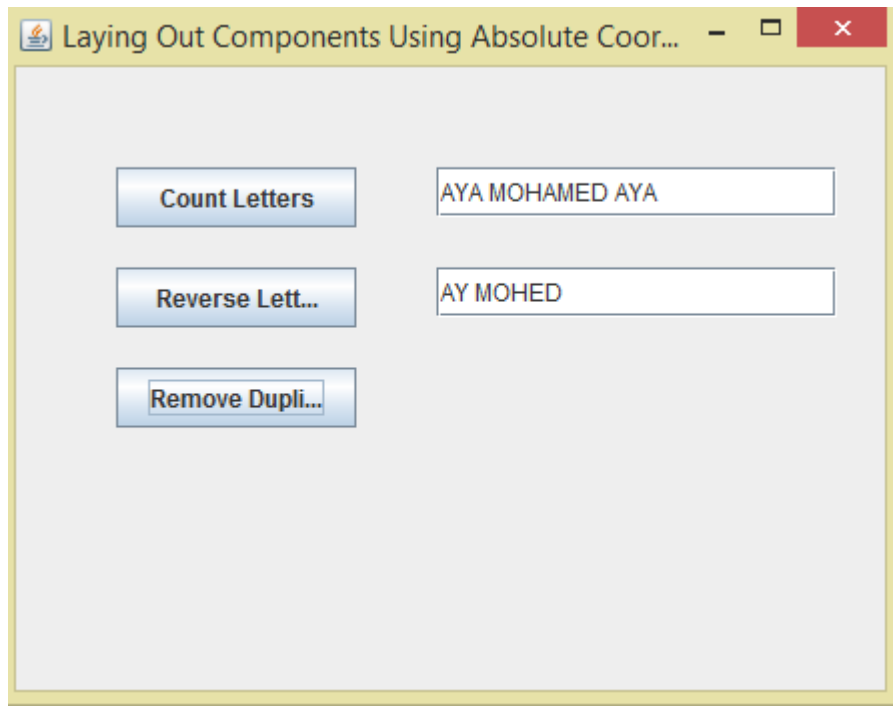 Laying Out Components Using Absolute Coor...
Count Letters
AYA MOHAMED AYA
Reverse Lett...
AY MOHED
Remove Dupli...